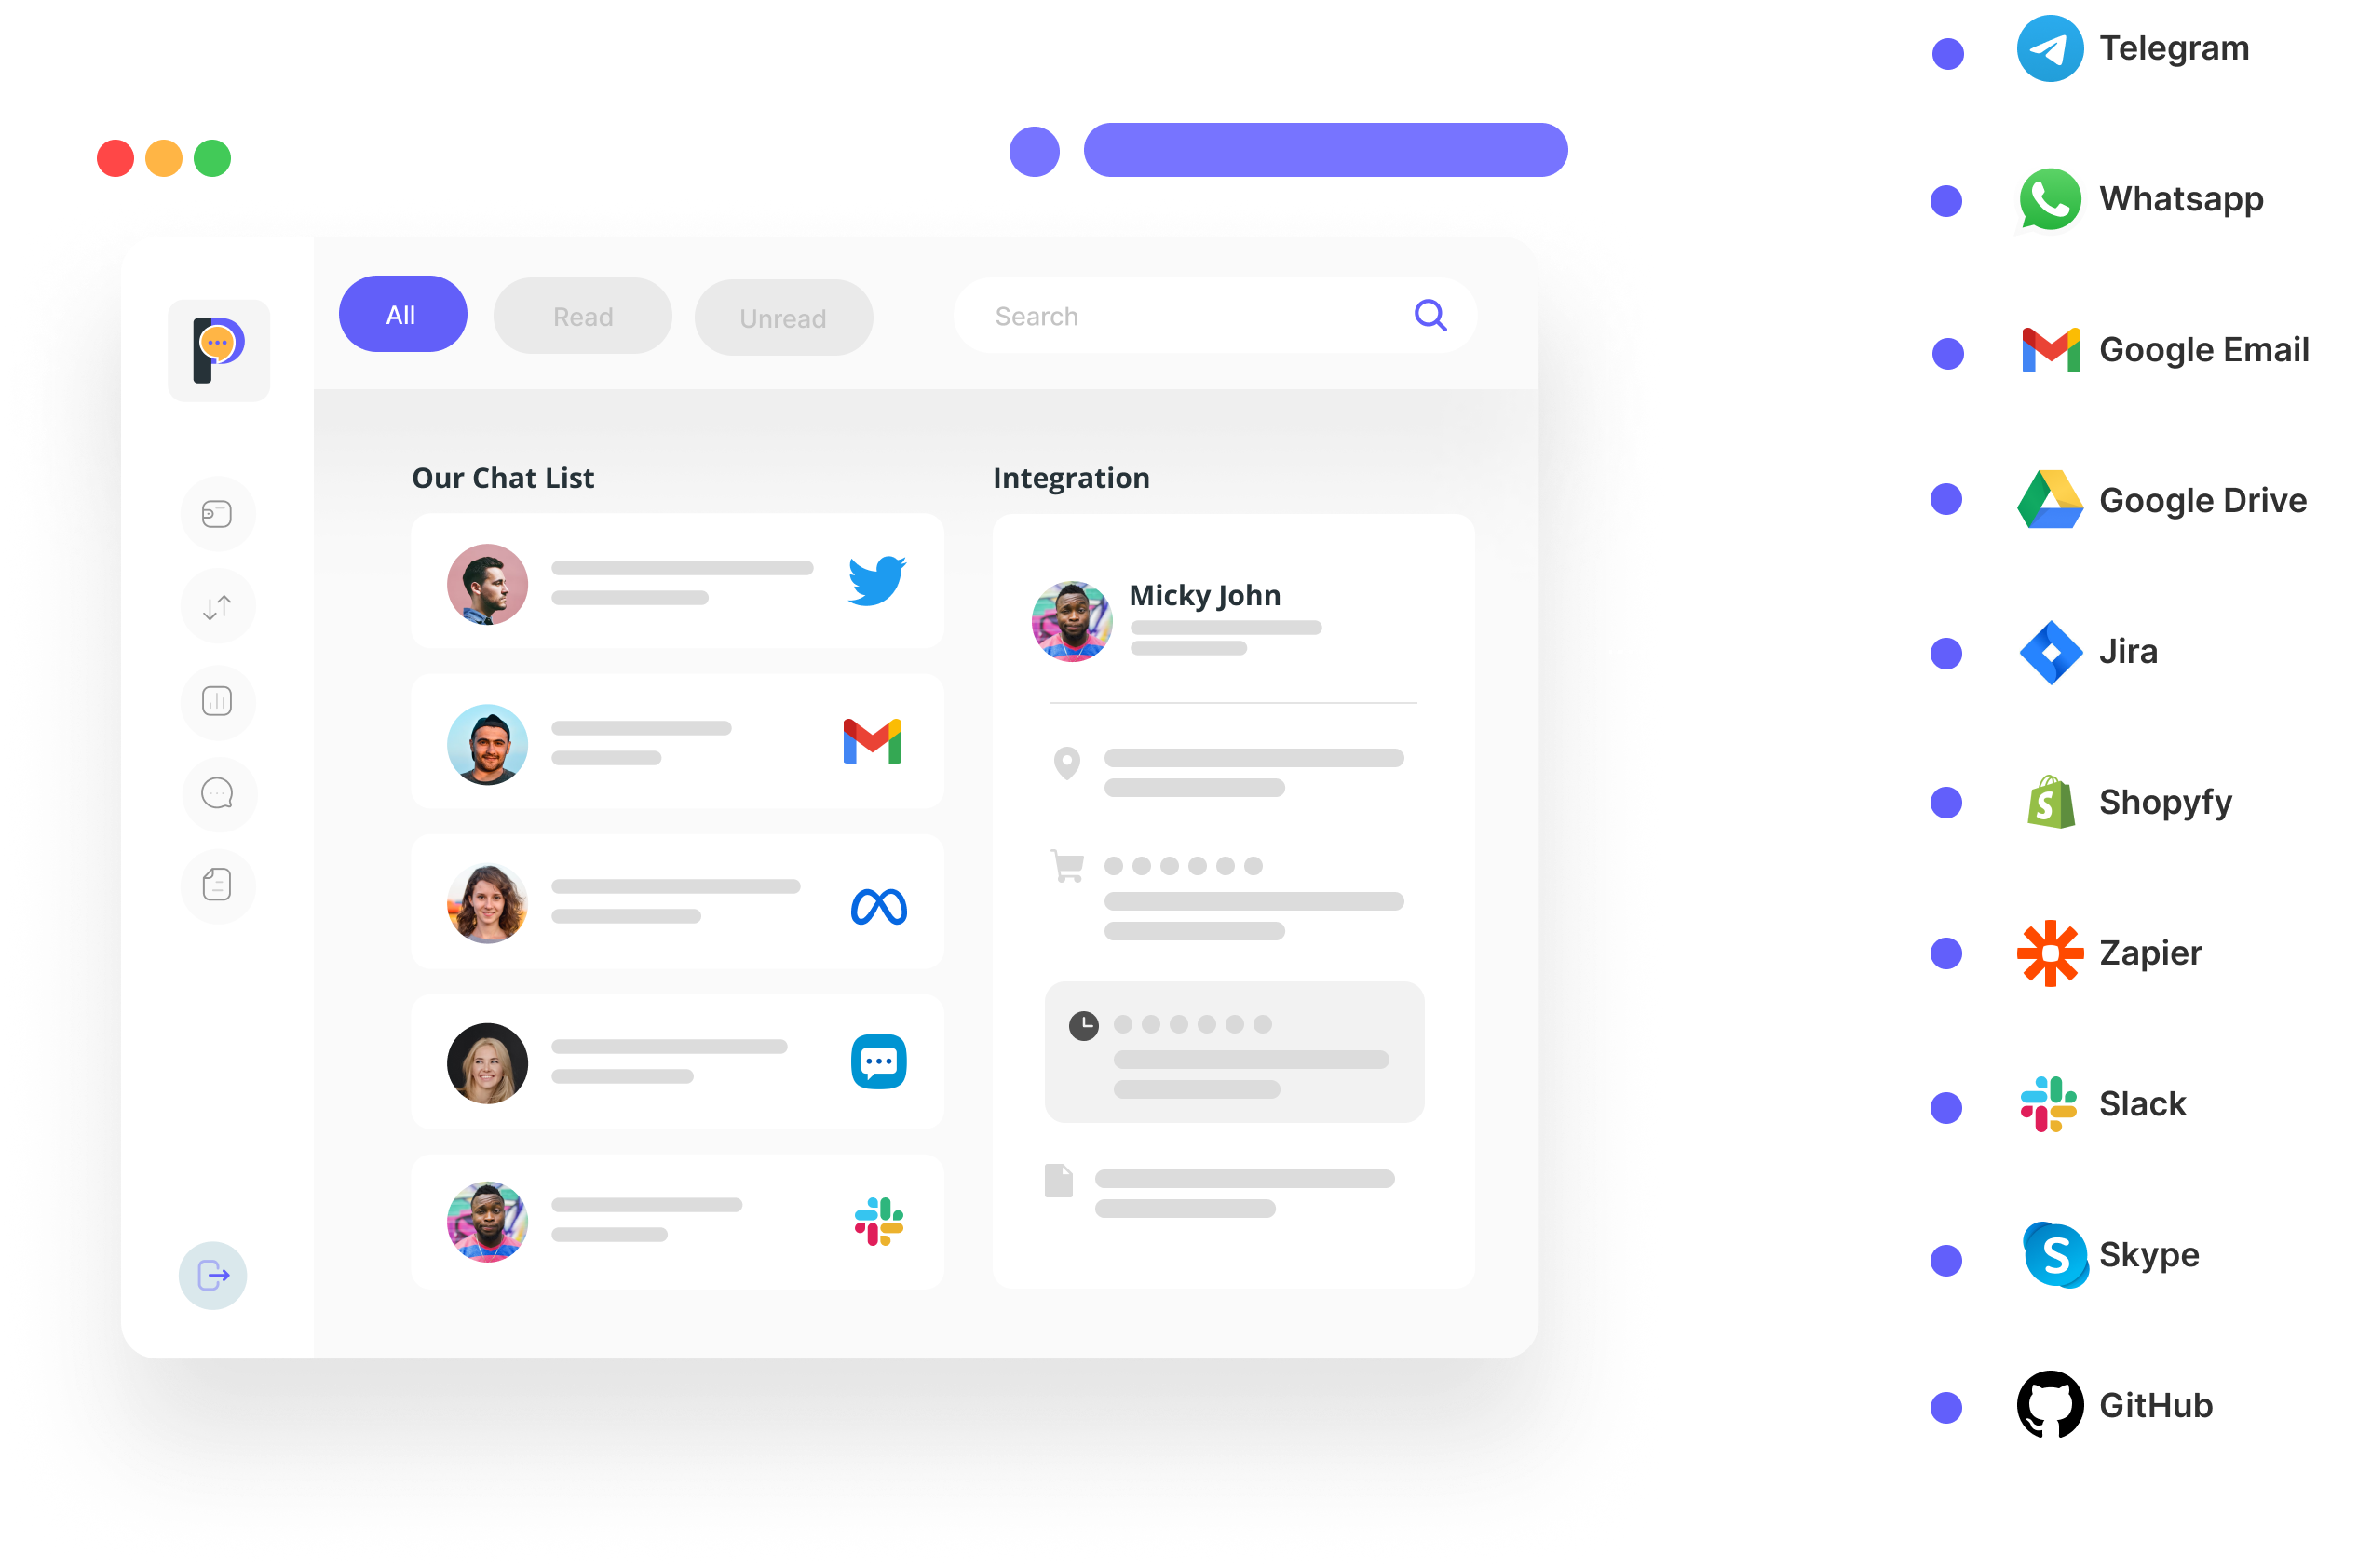 Telegram
Whatsapp
All
Read
Unread
Search
Google Email
Our Chat List
Integration
Google Drive
Micky John
Jira
Shopyfy
Zapier
Slack
Skype
GitHub